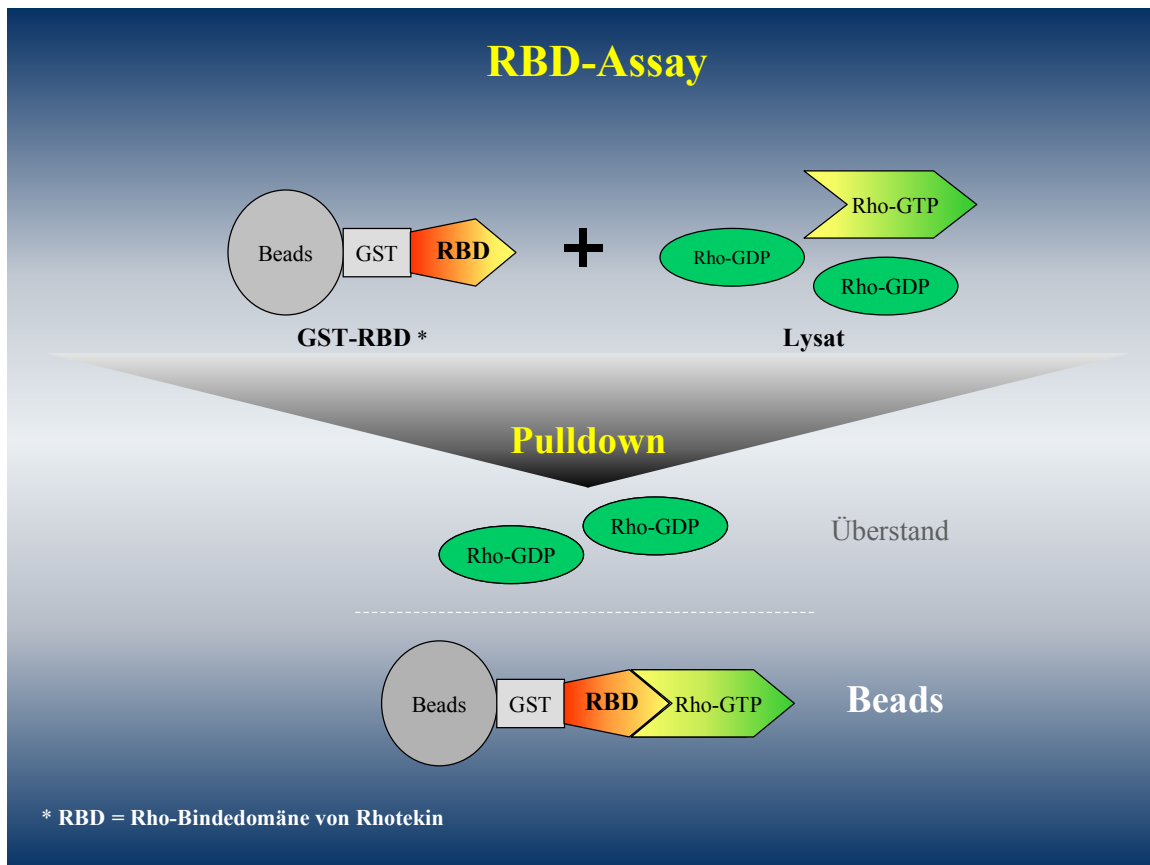 RBD-Assay
Rho-GTP
Beads GST RBD + Rho-GDP
Rho-GDP
GST-RBD * Lysat
Pulldown
Rho-GDP Überstand
Rho-GDP
Beads GST RBD Rho-GTP Beads
* RBD = Rho-Bindedomäne von Rhotekin